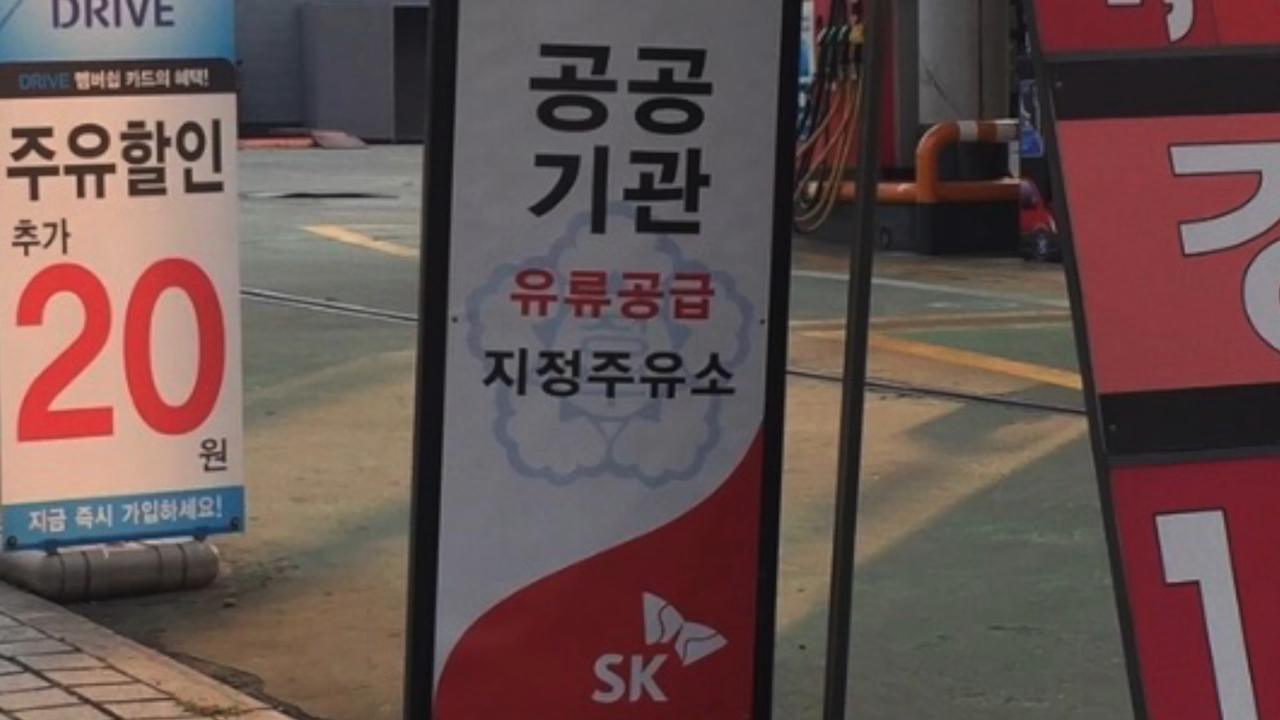 DRIVE
DRIVE 멤버십 카드의 혜택!
주유할인
추가
20
원
지금 즉시 가입하세요!
공공
기관
유류공급
지정주유소
SK
1